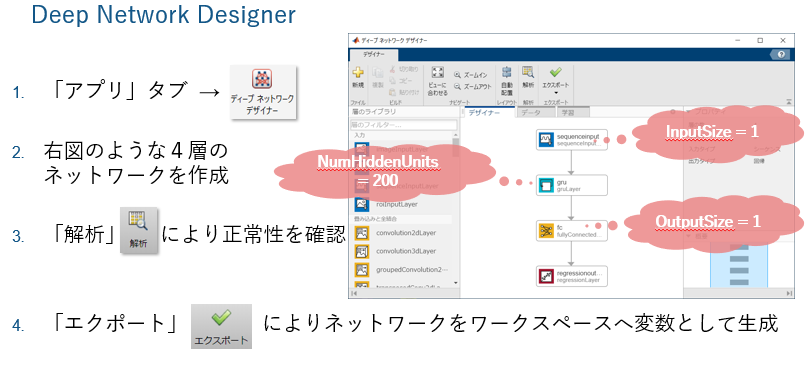 Deep Network Designer
1. 「アプリ」タブ →
ディープ ネットワーク
デザイナー
2. 右図のような4層の
ネットワークを作成
3. 「解析」 解析 により正常性を確認
4. 「エクポート」 エクスポート によりネットワークをワークスペースへ変数として生成
ディープ ネットワーク デザイナー
デザイナー
新規
複製
切り取り
コピー
貼り付け
ビューに
合わせる
ズームイン
ズームアウト
自動
配置
解析
エクスポート
ファイル
ビルド
ナビゲート
レイアウト
解析
エクスポート
層のライブラリ
層のフィルター...
入力
roiInputLayer
畳み込みと全結合
convolution2dLayer
convolution3dLayer
groupedConvolution2...
デザイナー
データ
学習
sequenceinput
sequenceInput...
gru
gruLayer
fc
fullyConnected...
regressionout...
regressionLayer
InputSize = 1
NumHiddenUnits
= 200
OutputSize = 1